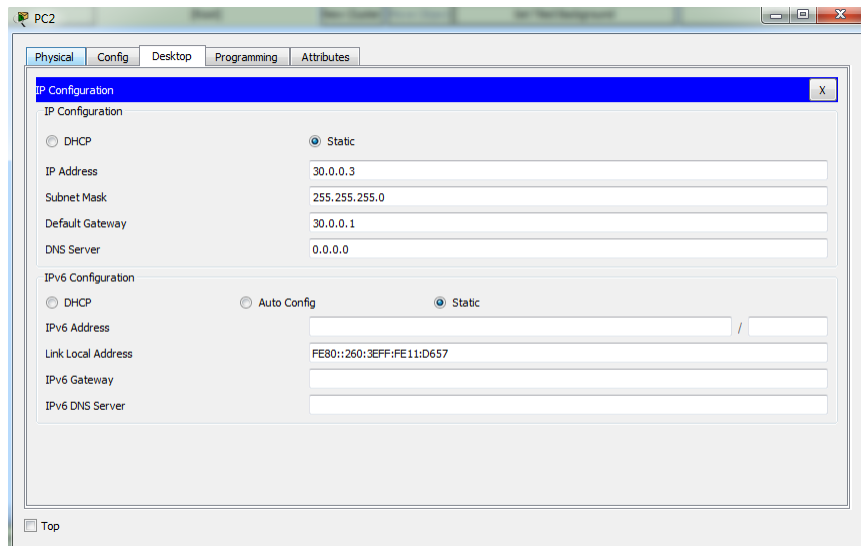 PC2
Physical Config Desktop Programming Attributes
IP Configuration X
IP Configuration
DHCP Static
IP Address 30.0.0.3
Subnet Mask 255.255.255.0
Default Gateway 30.0.0.1
DNS Server 0.0.0.0
IPv6 Configuration
DHCP Auto Config Static
IPv6 Address /
Link Local Address FE80::260:3EFF:FE11:D657
IPv6 Gateway
IPv6 DNS Server
Top